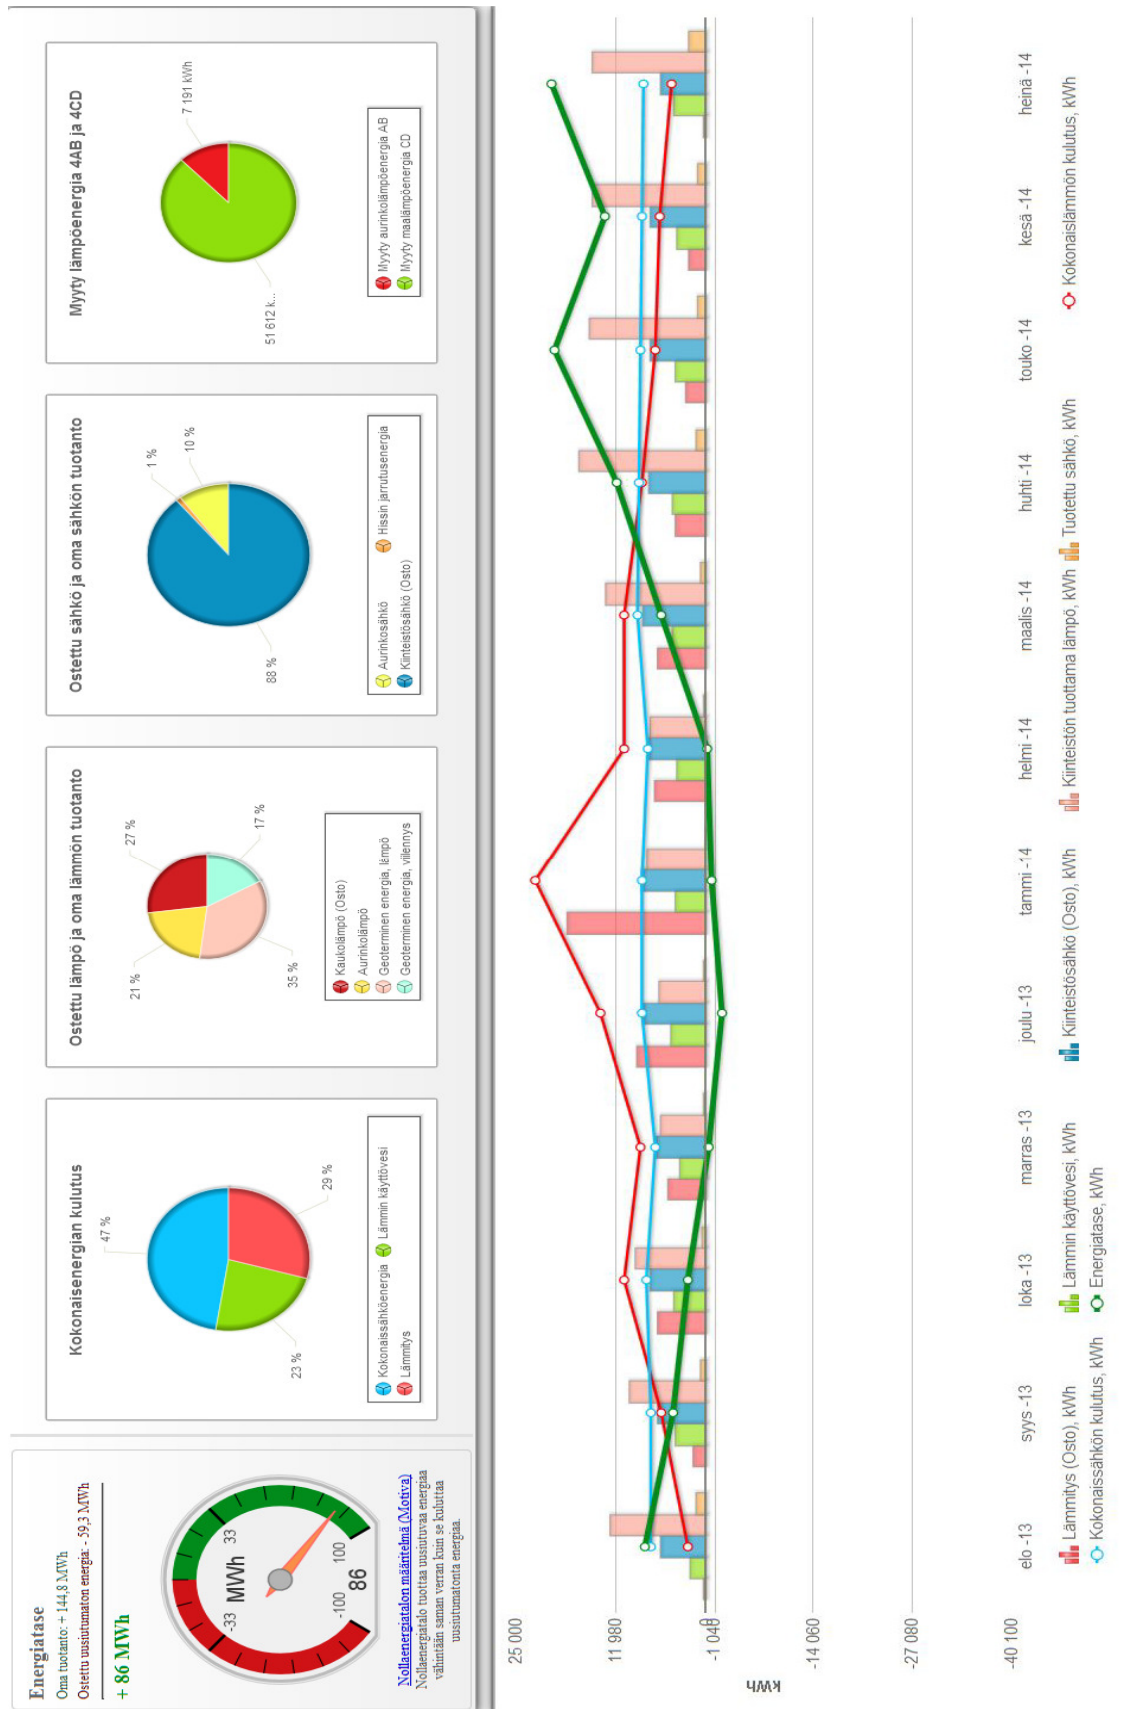 Energiatase
Oma tuotanto: + 144,8 MWh
Ostettu uusiutumaton energia: - 59,3 MWh
+ 86 MWh
-33
33
MWh
-100
100
86
Nollaenergiatalon määritelmä (Motiva)
Nollaenergiatalo tuottaa uusiutuvaa energiaa
vähintään saman verran kuin se kuluttaa
uusiutumatonta energiaa.
Kokonaisenergian kulutus
47 %
23 %
29 %
Kokonaissähköenergia
Lämmin käyttövesi
Lämmitys
Ostettu lämpö ja oma lämmön tuotanto
21 %
27 %
35 %
17 %
Kaukolämpö (Osto)
Aurinkolämpö
Geoterminen energia, lämpö
Geoterminen energia, viilennys
Ostettu sähkö ja oma sähkön tuotanto
1 %
10 %
88 %
Aurinkosähkö
Hissin jarrutusenergia
Kiinteistösähkö (Osto)
Myyty lämpöenergia 4AB ja 4CD
7 191 kWh
51 612 k...
Myyty aurinkolämpöenergia AB
Myyty maalämpöenergia CD
25 000
11 980
0
-1 040
-14 060
-27 080
-40 100
kWh
elo -13
syys -13
loka -13
marras -13
joulu -13
tammi -14
helmi -14
maalis -14
huhti -14
touko -14
kesä -14
heinä -14
Lämmitys (Osto), kWh
Lämmin käyttövesi, kWh
Kiinteistösähkö (Osto), kWh
Kiinteistön tuottama lämpö, kWh
Tuotettu sähkö, kWh
Kokonaislämmön kulutus, kWh
Kokonaissähkön kulutus, kWh
Energiatase, kWh